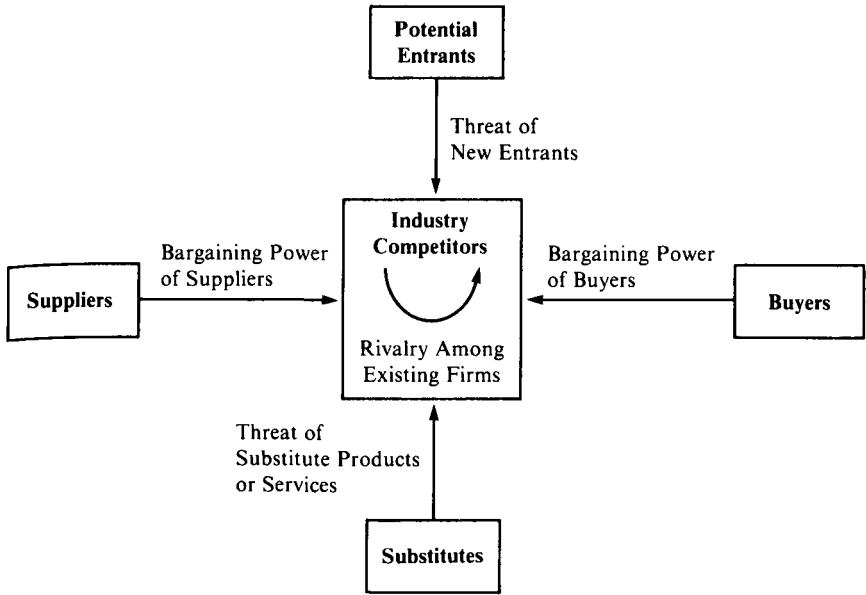 Potential
Entrants
Threat of
New Entrants
Industry
Competitors
Bargaining Power
of Suppliers
Bargaining Power
of Buyers
Suppliers
Buyers
Rivalry Among
Existing Firms
Threat of
Substitute Products
or Services
Substitutes